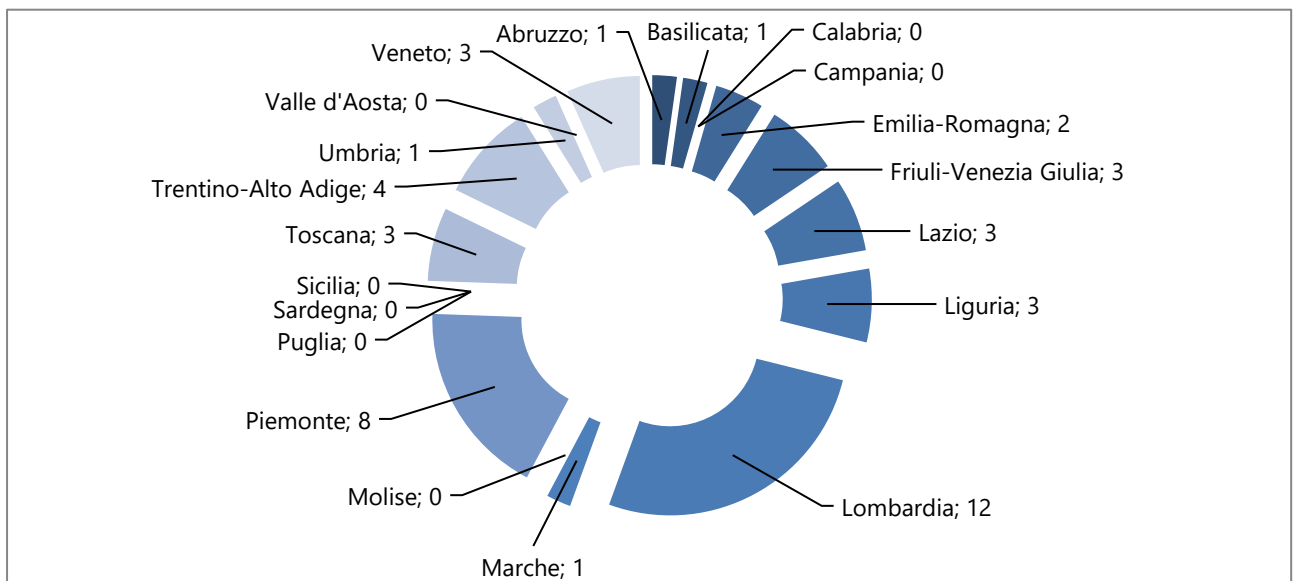 Abruzzo; 1
Basilicata; 1
Calabria; 0
Campania; 0
Emilia-Romagna; 2
Friuli-Venezia Giulia; 3
Lazio; 3
Liguria; 3
Lombardia; 12
Marche; 1
Molise; 0
Piemonte; 8
Puglia; 0
Sardegna; 0
Sicilia; 0
Toscana; 3
Trentino-Alto Adige; 4
Umbria; 1
Valle d'Aosta; 0
Veneto; 3